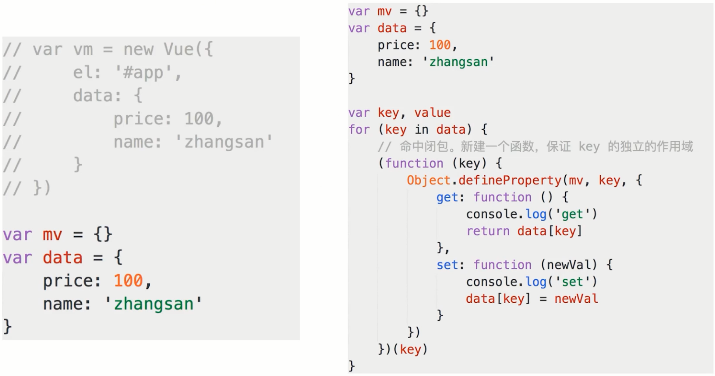 // var vm = new Vue({
//     el: '#app',
//     data: {
//         price: 100,
//         name: 'zhangsan'
//     }
// })

var mv = {}
var data = {
    price: 100,
    name: 'zhangsan'
}

var mv = {}
var data = {
    price: 100,
    name: 'zhangsan'
}

var key, value
for (key in data) {
    // 命中闭包。新建一个函数，保证 key 的独立的作用域
    (function (key) {
        Object.defineProperty(mv, key, {
            get: function () {
                console.log('get')
                return data[key]
            },
            set: function (newVal) {
                console.log('set')
                data[key] = newVal
            }
        })
    })(key)
}